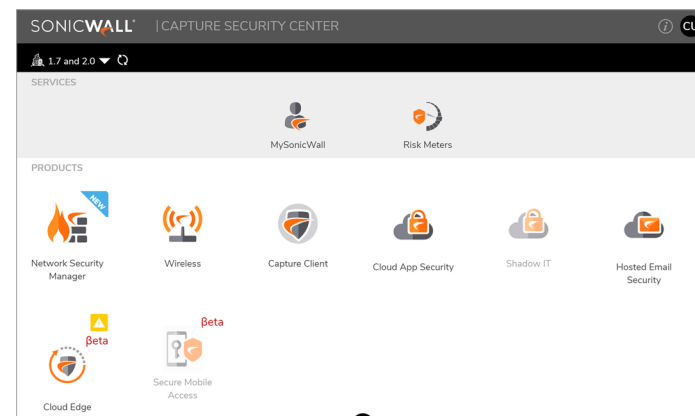 SONICWALL | CAPTURE SECURITY CENTER
1.7 and 2.0
SERVICES
MySonicWall
Risk Meters
PRODUCTS
NEW
Network Security
Manager
Wireless
Capture Client
Cloud App Security
Shadow IT
Hosted Email
Security
βeta
Cloud Edge
βeta
Secure Mobile
Access